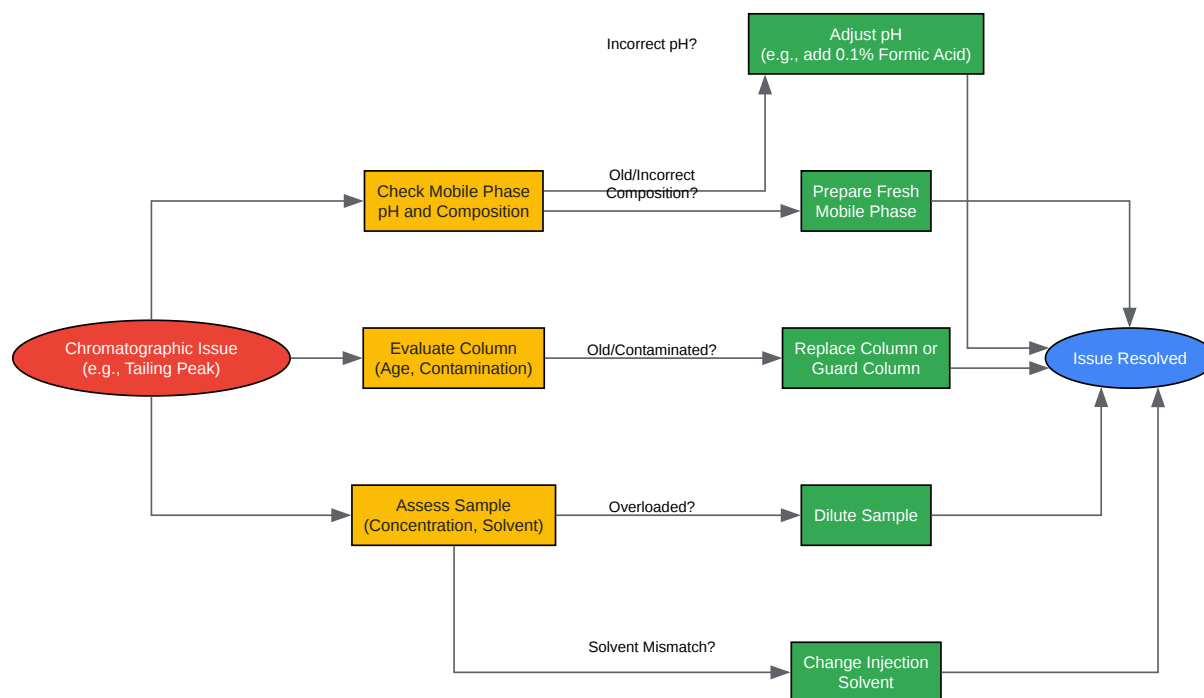 Incorrect pH?
Adjust pH
(e.g., add 0.1% Formic Acid)
Check Mobile Phase
pH and Composition
Old/Incorrect
Composition?
Prepare Fresh
Mobile Phase
Chromatographic Issue
(e.g., Tailing Peak)
Evaluate Column
(Age, Contamination)
Old/Contaminated?
Replace Column or
Guard Column
Issue Resolved
Assess Sample
(Concentration, Solvent)
Overloaded?
Dilute Sample
Solvent Mismatch?
Change Injection
Solvent